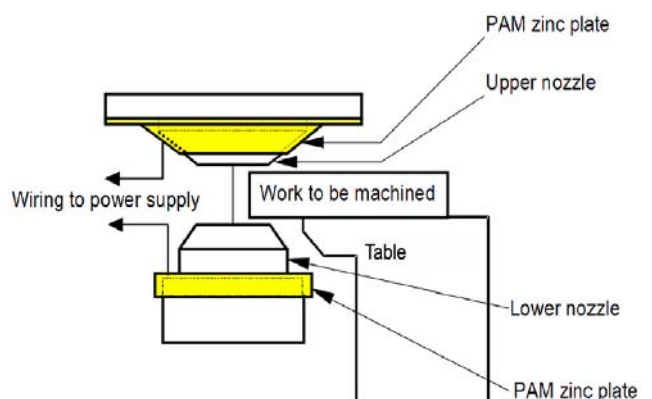 PAM zinc plate
Upper nozzle
Wiring to power supply
Work to be machined
Table
Lower nozzle
PAM zinc plate